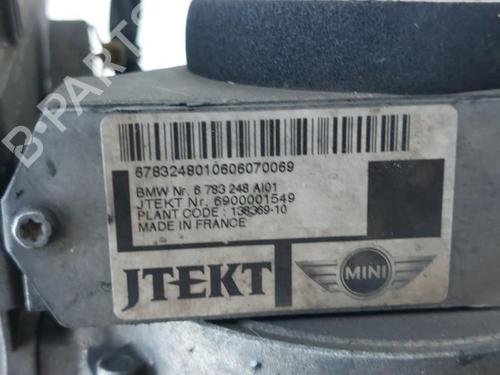 B-PARTS
6783248010606070069
BMW Nr. 6 783 248 AI01
JTEKT Nr. 6900001549
PLANT CODE : 138369-10
MADE IN FRANCE
JTEKT
MINI